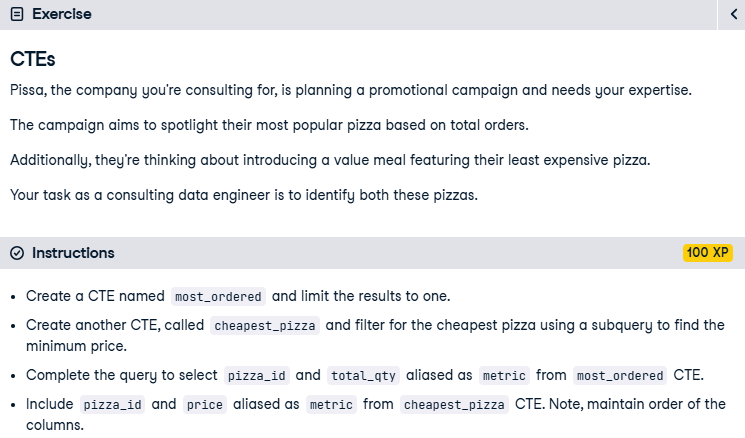 Exercise
CTEs
Pissa, the company you're consulting for, is planning a promotional campaign and needs your expertise.
The campaign aims to spotlight their most popular pizza based on total orders.
Additionally, they're thinking about introducing a value meal featuring their least expensive pizza.
Your task as a consulting data engineer is to identify both these pizzas.
Instructions
100 XP
• Create a CTE named most_ordered and limit the results to one.
• Create another CTE, called cheapest_pizza and filter for the cheapest pizza using a subquery to find the
minimum price.
• Complete the query to select pizza_id and total_qty aliased as metric from most_ordered CTE.
• Include pizza_id and price aliased as metric from cheapest_pizza CTE. Note, maintain order of the
columns.